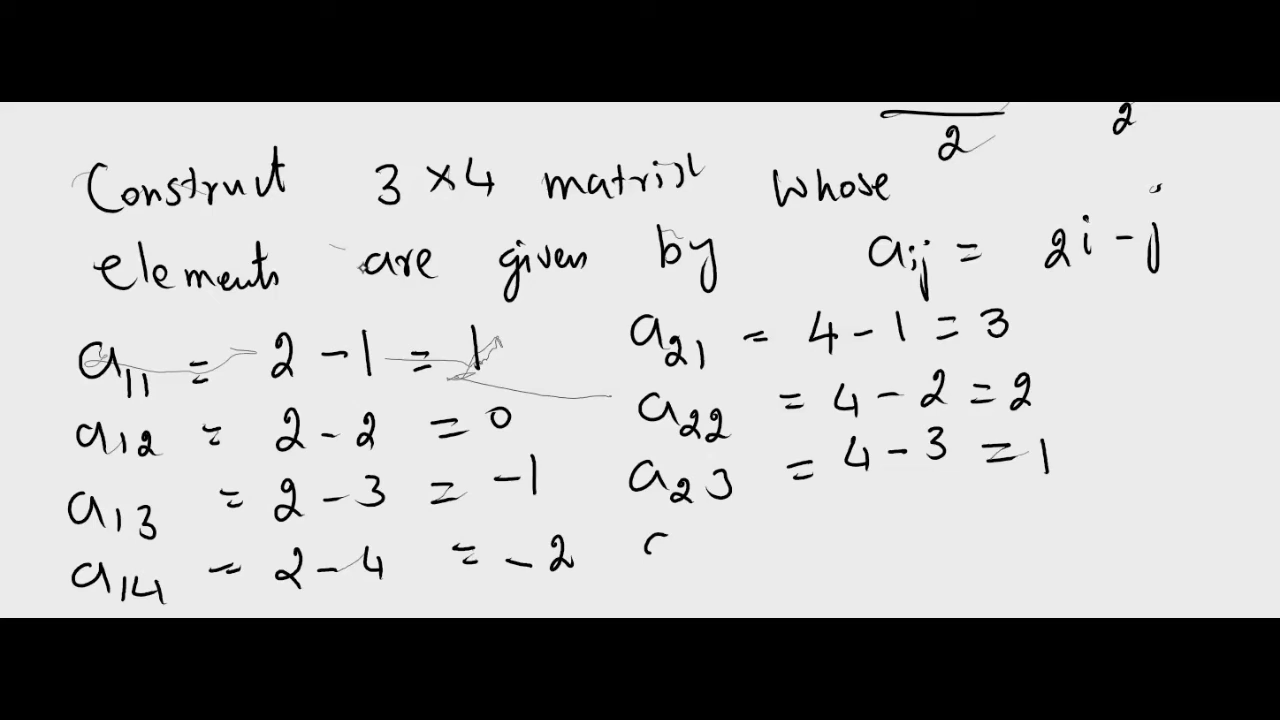 2 2
Construct 3 × 4 matrix whose
elements are given by aij = 2i - j
a11 = 2 - 1 = 1
a12 = 2 - 2 = 0
a13 = 2 - 3 = -1
a14 = 2 - 4 = -2
a21 = 4 - 1 = 3
a22 = 4 - 2 = 2
a23 = 4 - 3 = 1